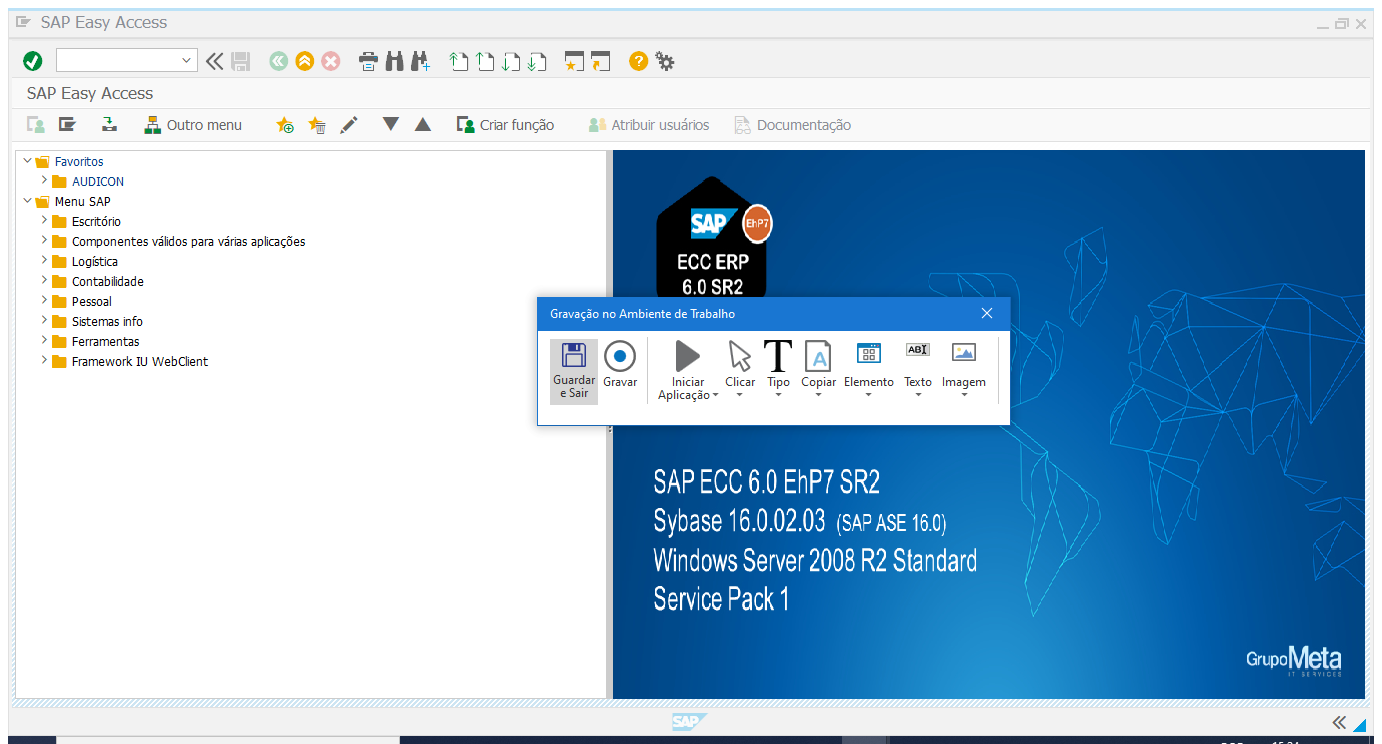 SAP Easy Access
SAP Easy Access
Outro menu Criar função Atribuir usuários Documentação
Favoritos
AUDICON
Menu SAP
Escritório
Componentes válidos para várias aplicações
Logística
Contabilidade
Pessoal
Sistemas info
Ferramentas
Framework IU WebClient
SAP EhP7
ECC ERP
6.0 SR2
Gravação no Ambiente de Trabalho
Guardar e Sair
Gravar
Iniciar Aplicação
Clicar
T
Tipo
A
Copiar
Elemento
ABI
Texto
Imagem
SAP ECC 6.0 EhP7 SR2
Sybase 16.0.02.03 (SAP ASE 16.0)
Windows Server 2008 R2 Standard
Service Pack 1
GrupoMeta
IT SERVICES
SAP